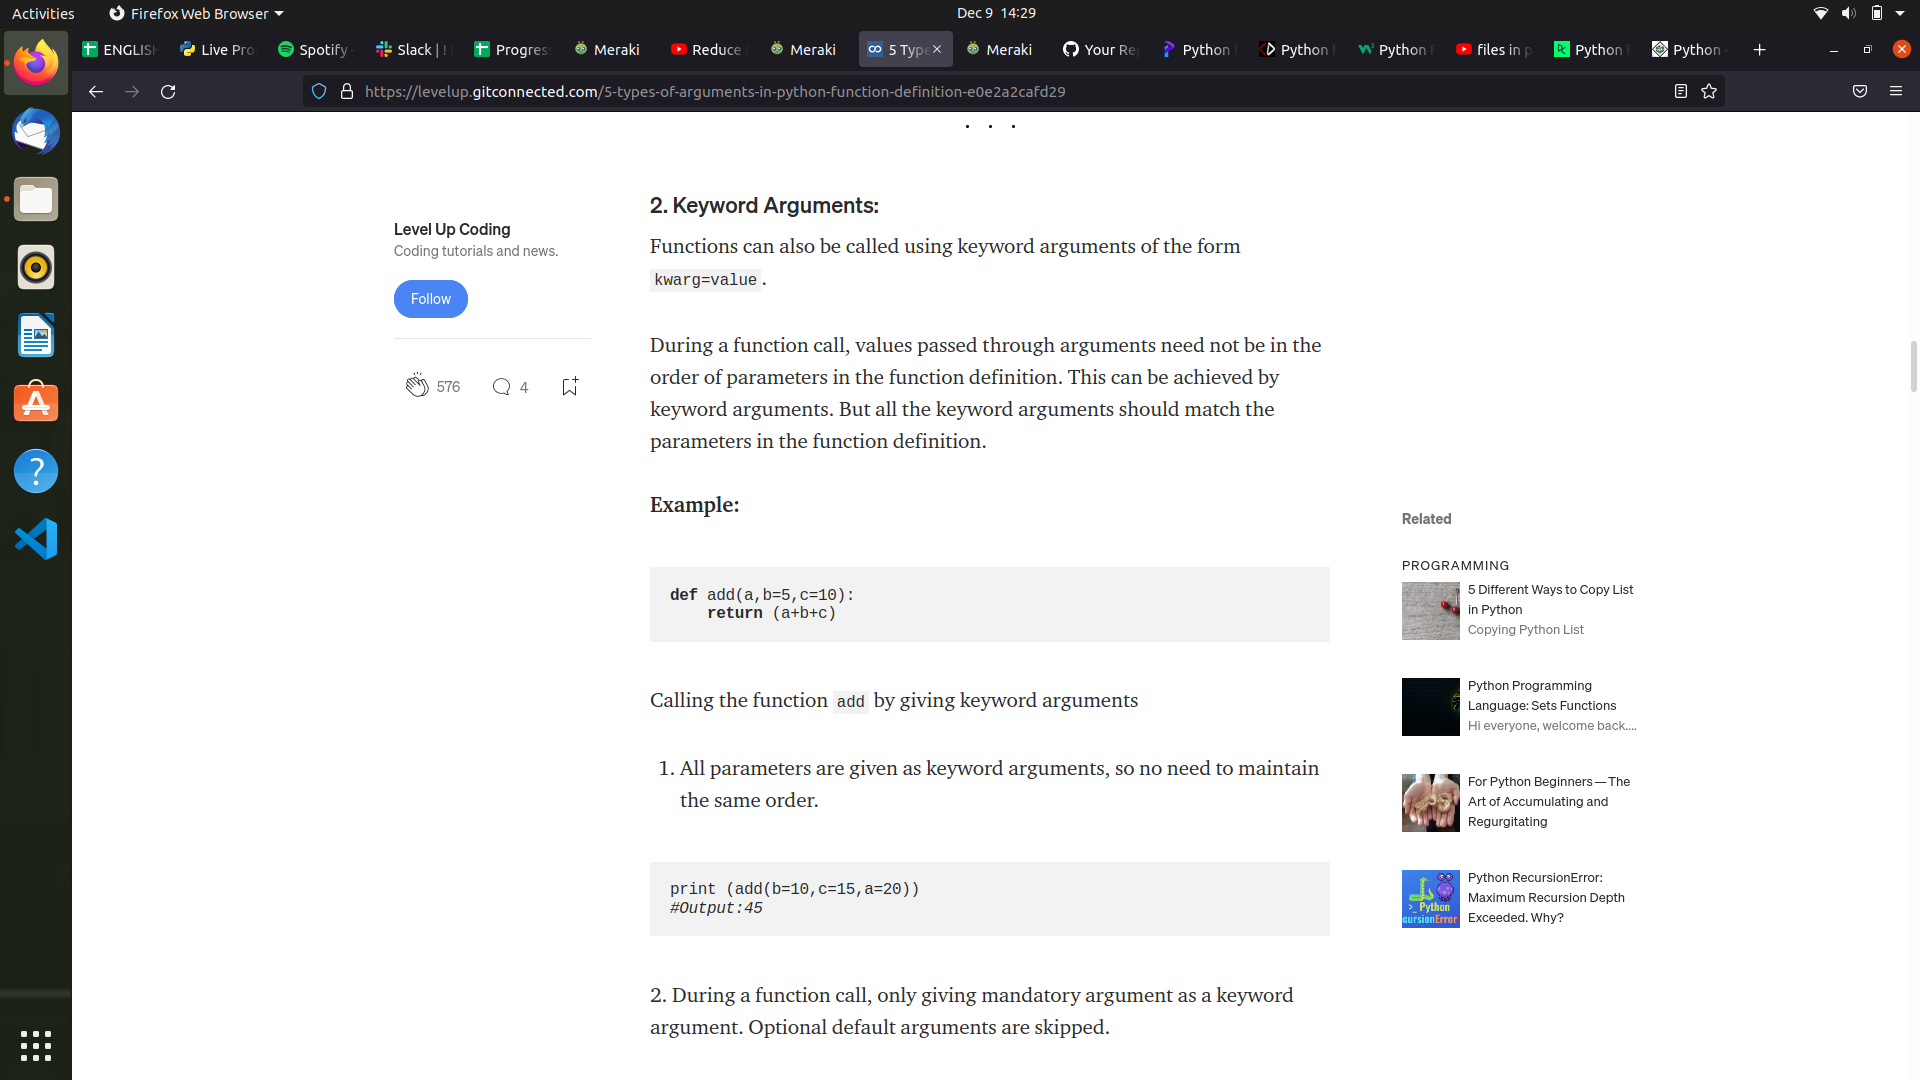 Activities
Firefox Web Browser
Dec 9 14:29
ENGLISH
Live Pro
Spotify
Slack | !
Progress
Meraki
Reduce
Meraki
5 Type
Meraki
Your Re
Python
Python
Python
files in p
Python
Python
https://levelup.gitconnected.com/5-types-of-arguments-in-python-function-definition-e0e2a2cafd29
. . .
Level Up Coding
Coding tutorials and news.
Follow
576
4
2. Keyword Arguments:
Functions can also be called using keyword arguments of the form
kwarg=value.
During a function call, values passed through arguments need not be in the
order of parameters in the function definition. This can be achieved by
keyword arguments. But all the keyword arguments should match the
parameters in the function definition.
Example:
def add(a,b=5,c=10):
    return (a+b+c)
Calling the function add by giving keyword arguments
1. All parameters are given as keyword arguments, so no need to maintain
the same order.
print (add(b=10,c=15,a=20))
#Output:45
2. During a function call, only giving mandatory argument as a keyword
argument. Optional default arguments are skipped.
Related
PROGRAMMING
5 Different Ways to Copy List
in Python
Copying Python List
Python Programming
Language: Sets Functions
Hi everyone, welcome back....
For Python Beginners — The
Art of Accumulating and
Regurgitating
>_ Python
cursionError
Python RecursionError:
Maximum Recursion Depth
Exceeded. Why?